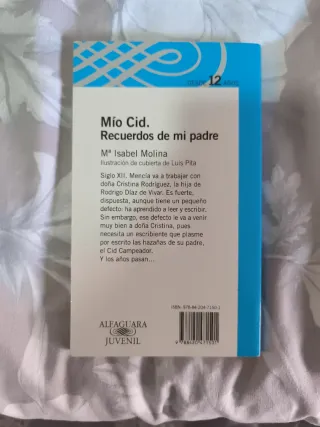 DESDE 12 AÑOS
Mío Cid.
Recuerdos de mi padre
Mª Isabel Molina
Ilustración de cubierta de Luis Pita
Siglo XII. Mencía va a trabajar con
doña Cristina Rodríguez, la hija de
Rodrigo Díaz de Vivar. Es fuerte,
dispuesta, aunque tiene un pequeño
defecto: ha aprendido a leer y escribir.
Sin embargo, ese defecto le va a venir
muy bien a doña Cristina, pues
necesita un escribiente que plasme
por escrito las hazañas de su padre,
el Cid Campeador.
Y los años pasan...
ALFAGUARA
JUVENIL